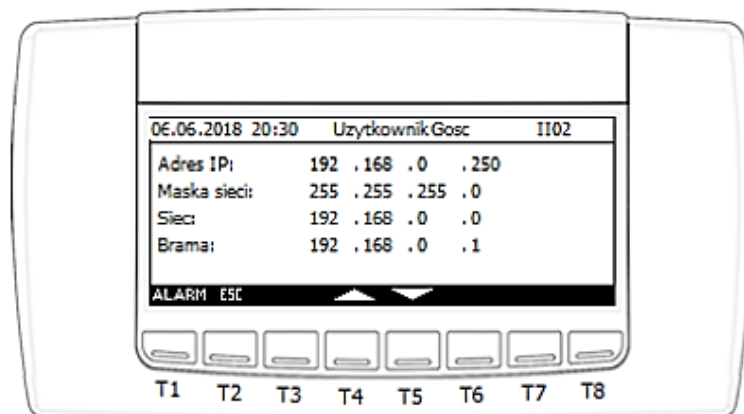 06.06.2018 20:30 Uzytkownik Gosc II02
Adres IP: 192 .168 .0 .250
Maska sieci: 255 .255 .255 .0
Siec: 192 .168 .0 .0
Brama: 192 .168 .0 .1
ALARM ESC
T1 T2 T3 T4 T5 T6 T7 T8